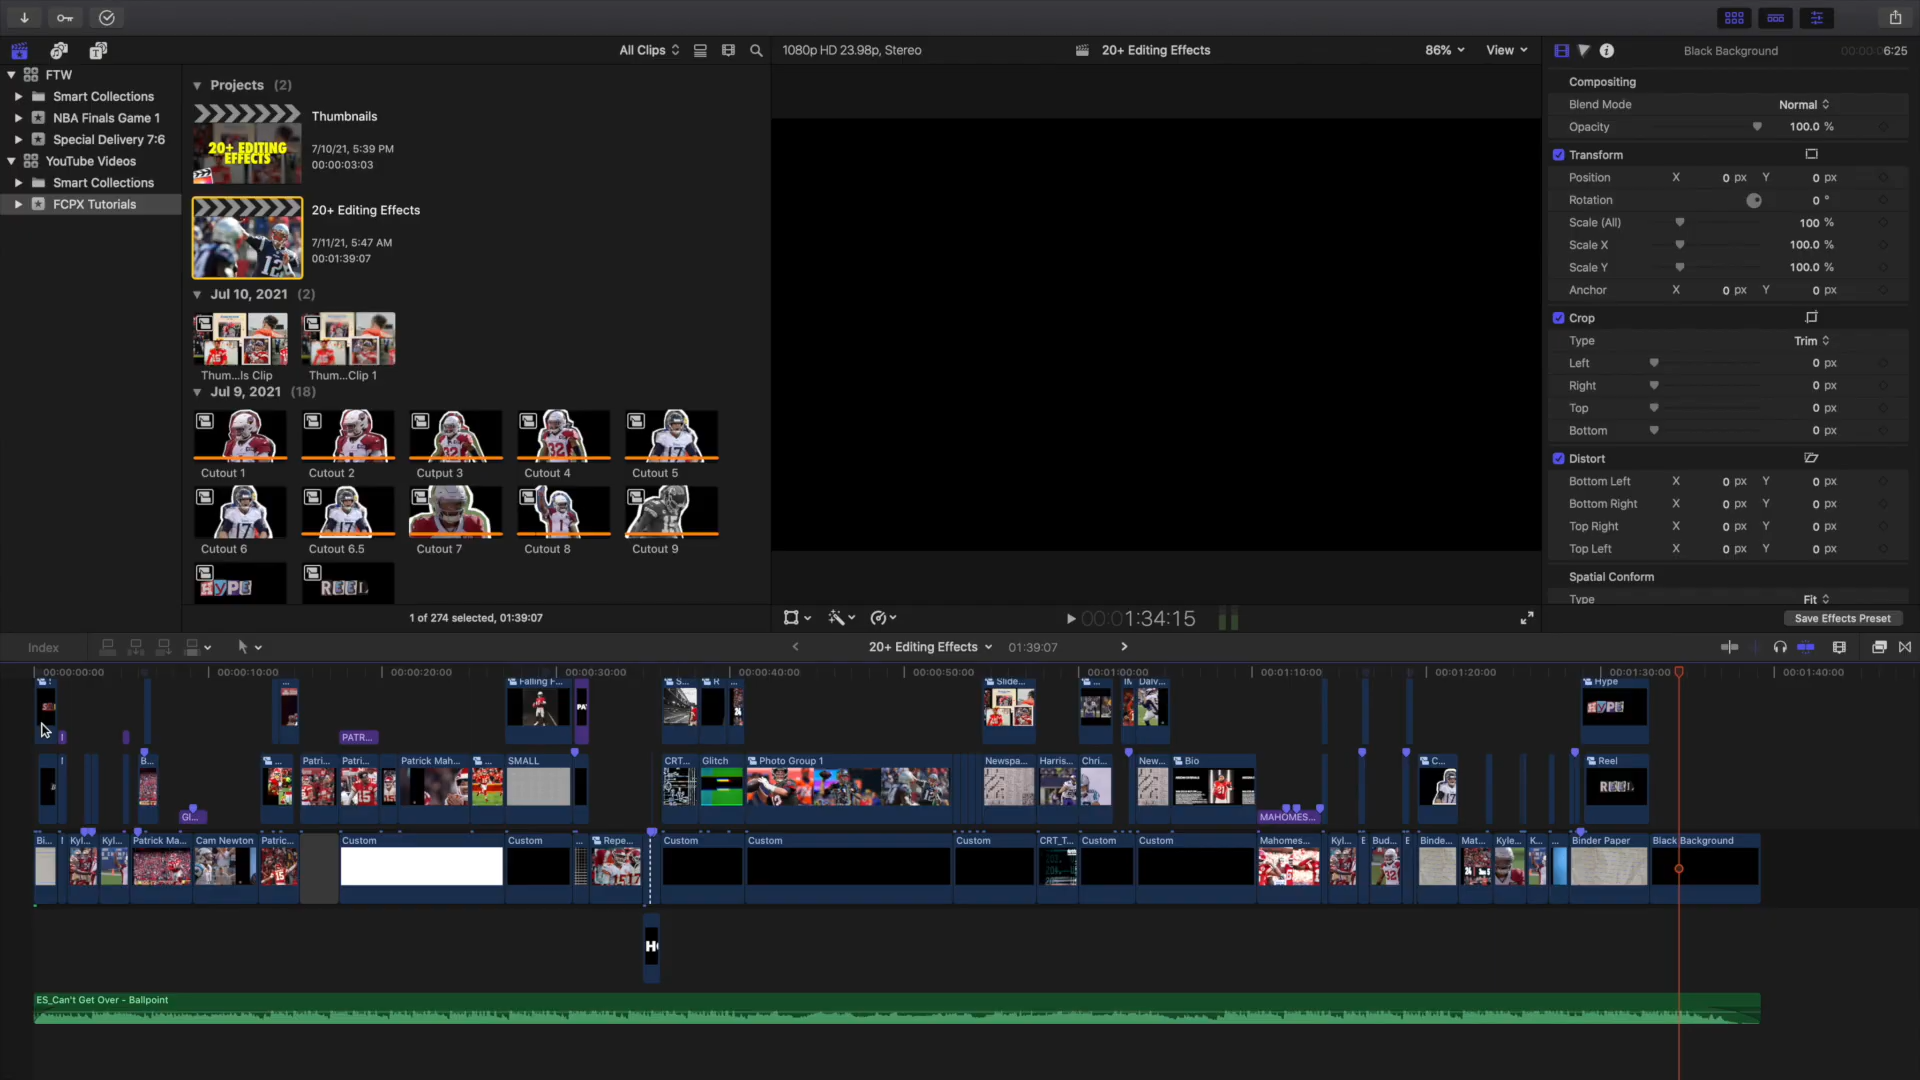 All Clips
1080p HD 23.98p, Stereo
20+ Editing Effects
86%
View
Black Background
6:25
FTW
Smart Collections
NBA Finals Game 1
Special Delivery 7:6
YouTube Videos
Smart Collections
FCPX Tutorials
Projects (2)
20+ EDITING
EFFECTS
Thumbnails
7/10/21, 5:39 PM
00:00:03:03
20+ Editing Effects
7/11/21, 5:47 AM
00:01:39:07
Jul 10, 2021 (2)
Thum...ls Clip
Thum...Clip 1
Jul 9, 2021 (18)
Cutout 1
Cutout 2
Cutput 3
Cutout 4
Cutout 5
Cutout 6
Cutout 6.5
Cutout 7
Cutout 8
Cutout 9
HYPE
REEL
1 of 274 selected, 01:39:07
00:00:01:34:15
Compositing
Blend Mode Normal
Opacity 100.0 %
Transform
Position X 0 px Y 0 px
Rotation 0 °
Scale (All) 100 %
Scale X 100.0 %
Scale Y 100.0 %
Anchor X 0 px Y 0 px
Crop
Type Trim
Left 0 px
Right 0 px
Top 0 px
Bottom 0 px
Distort
Bottom Left X 0 px Y 0 px
Bottom Right X 0 px Y 0 px
Top Right X 0 px Y 0 px
Top Left X 0 px Y 0 px
Spatial Conform
Type Fit
Save Effects Preset
Index
20+ Editing Effects
01:39:07
00:00:00:00
00:00:10:00
00:00:20:00
00:00:30:00
00:00:40:00
00:00:50:00
00:01:00:00
00:01:10:00
00:01:20:00
00:01:30:00
00:01:40:00
Falling F...
S...
R
Slide...
Daiv...
Hype
HYPE
PATR...
B...
Patri...
Patri...
Patrick Mah...
SMALL
CRT...
Glitch
Photo Group 1
Newspa...
Harris...
Chri...
New...
Bio
C...
Reel
REEL
GI...
MAHOMES...
Bi...
Kyl...
Kyl...
Patrick Ma...
Cam Newton
Patric...
Custom
Custom
...
Repe...
Custom
Custom
Custom
CRT_T...
Custom
Custom
Mahomes...
Kyl...
E
Bud...
E
Binde...
Mat...
Kyle...
K...
...
Binder Paper
Black Background
ES_Can't Get Over - Ballpoint